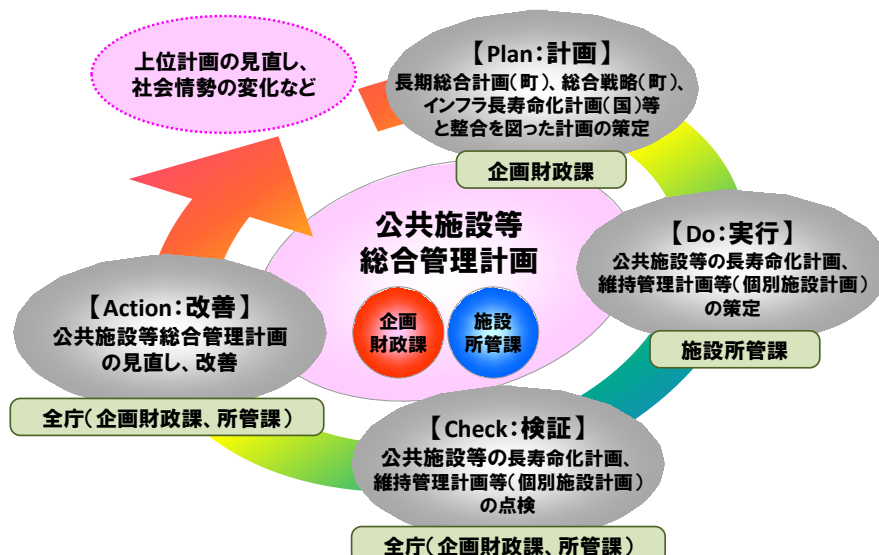 上位計画の見直し、
社会情勢の変化など
【Plan:計画】
長期総合計画(町)、総合戦略(町)、
インフラ長寿命化計画(国)等
と整合を図った計画の策定
企画財政課
公共施設等
総合管理計画
企画
財政課
施設
所管課
【Do:実行】
公共施設等の長寿命化計画、
維持管理計画等(個別施設計画)
の策定
施設所管課
【Action:改善】
公共施設等総合管理計画
の見直し、改善
全庁(企画財政課、所管課)
【Check:検証】
公共施設等の長寿命化計画、
維持管理計画等(個別施設計画)
の点検
全庁(企画財政課、所管課)